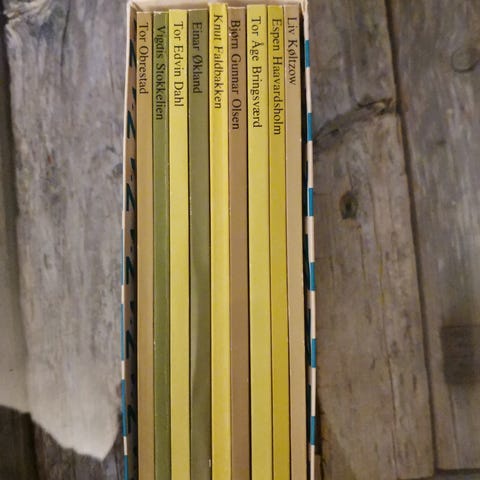 Tor Obrestad
Vigdis Stokkelien
Tor Edvin Dahl
Einar Økland
Knut Faldbakken
Bjørn Gunnar Olsen
Tor Åge Bringsværd
Espen Haavardsholm
Liv Køltzow